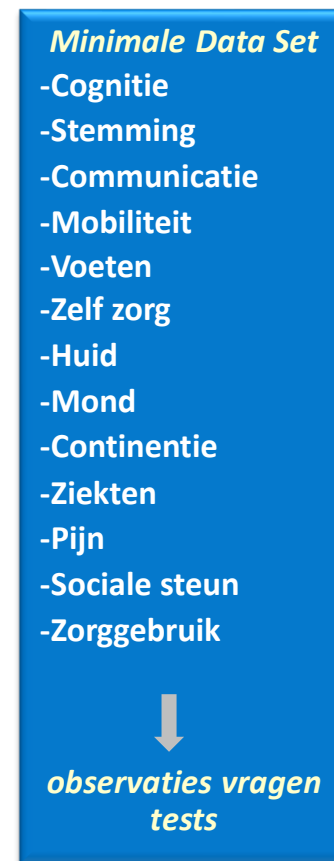 Minimale Data Set
-Cognitie
-Stemming
-Communicatie
-Mobiliteit
-Voeten
-Zelf zorg
-Huid
-Mond
-Continentie
-Ziekten
-Pijn
-Sociale steun
-Zorggebruik
observaties vragen
tests